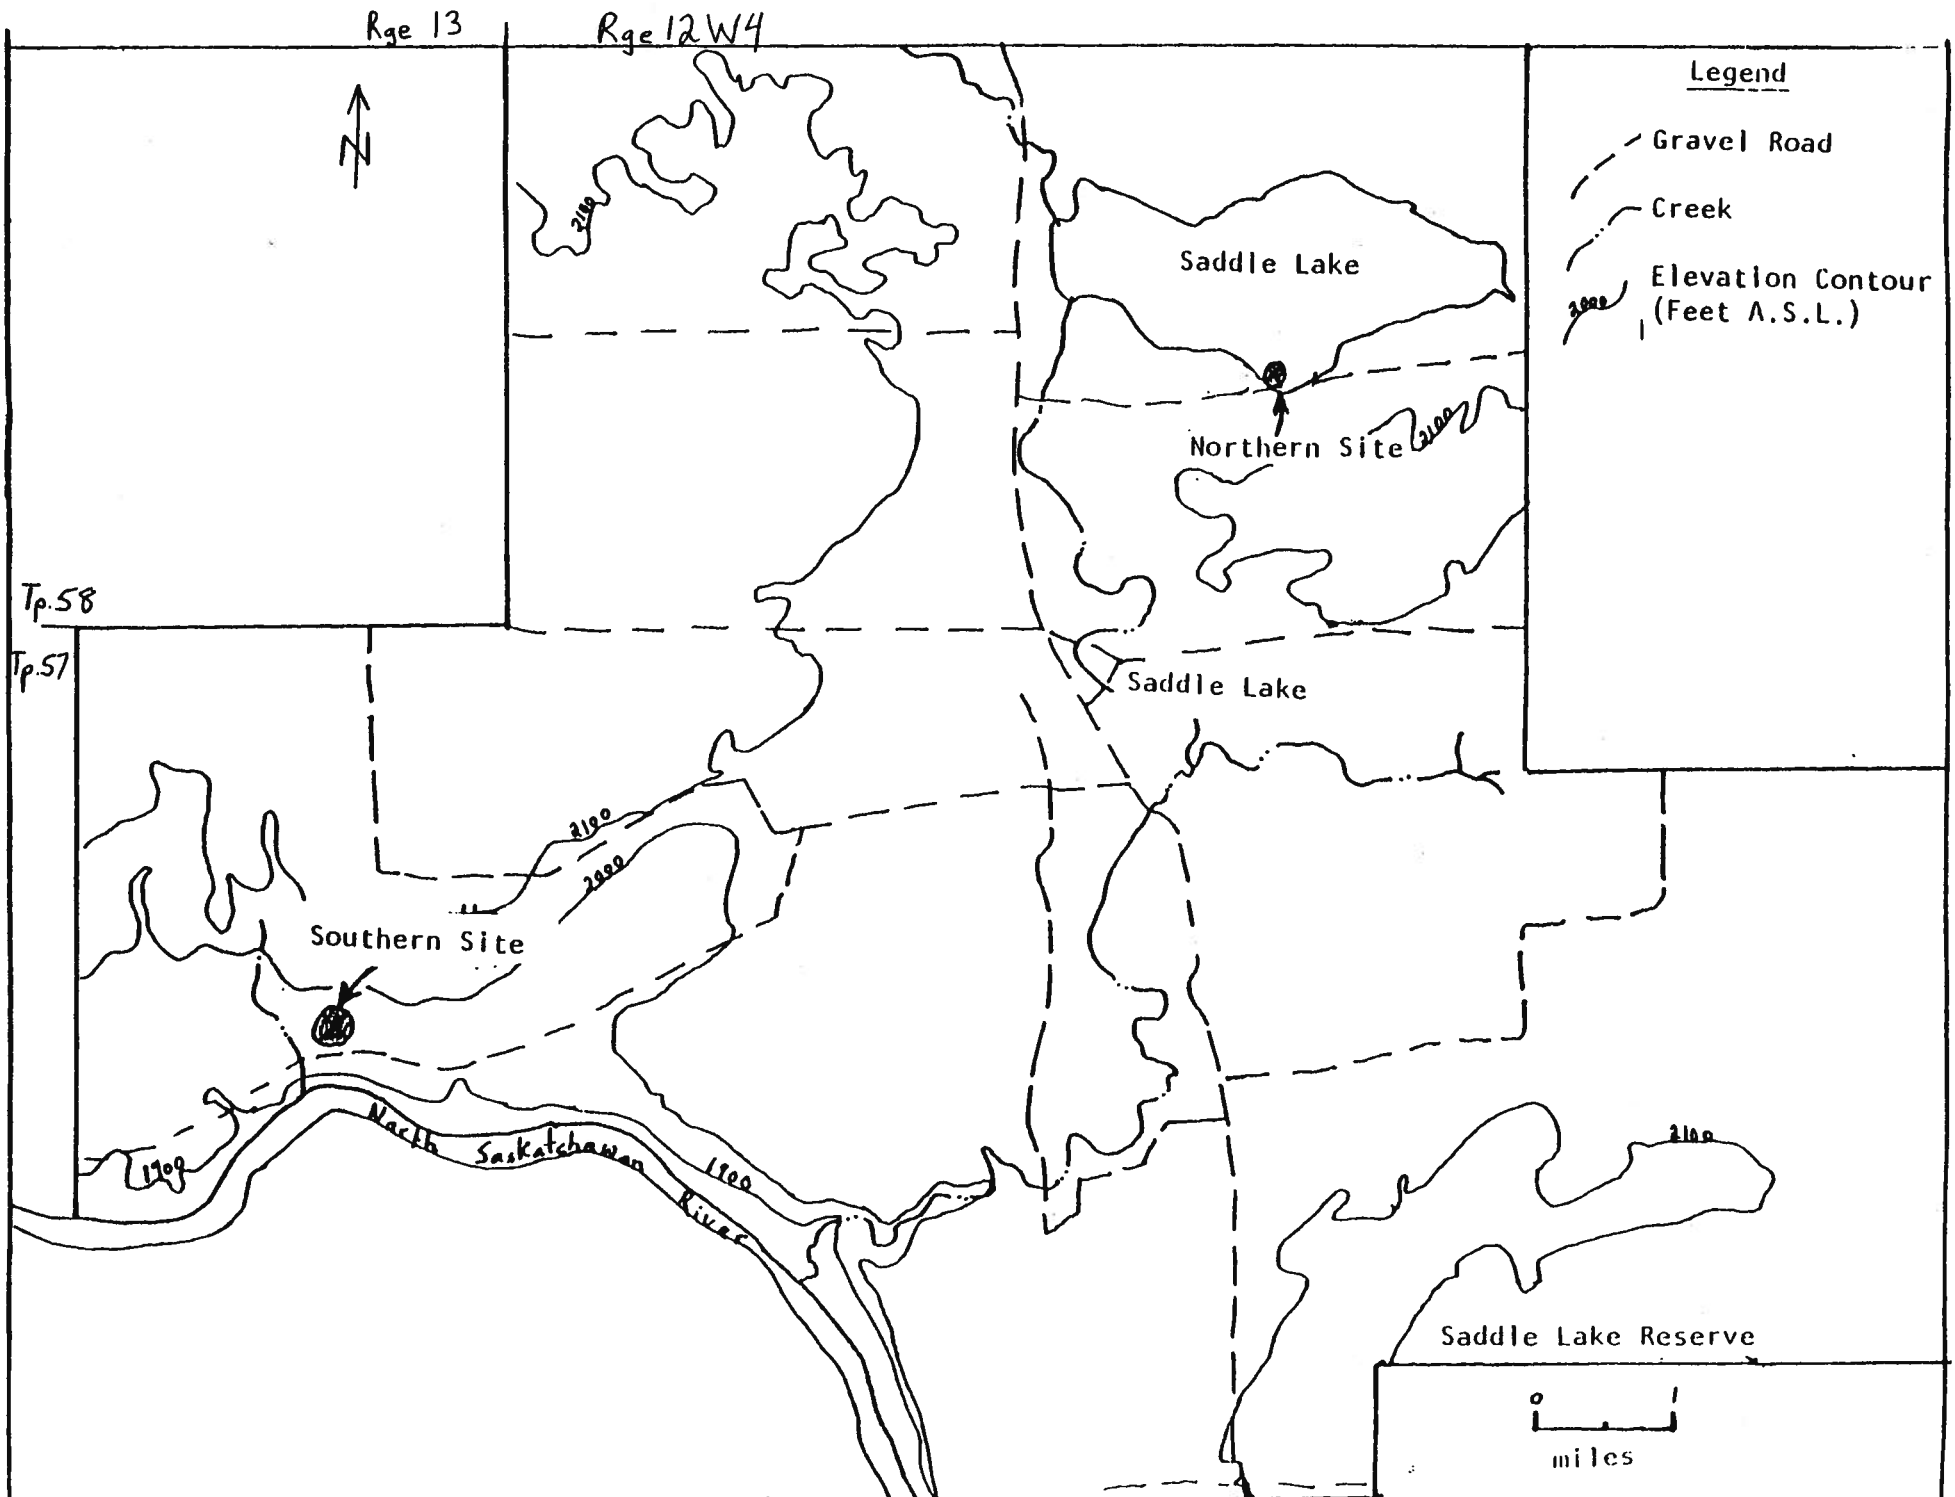 Rge 13
Rge 12 W4
Legend
N
Gravel Road
Creek
2100
Saddle Lake
Elevation Contour
(Feet A.S.L.)
2000
2100
Northern Site
Tp. 58
Tp. 57
Saddle Lake
2100
2000
Southern Site
North Saskatchawan River
1900
1900
2100
Saddle Lake Reserve
0 1
miles